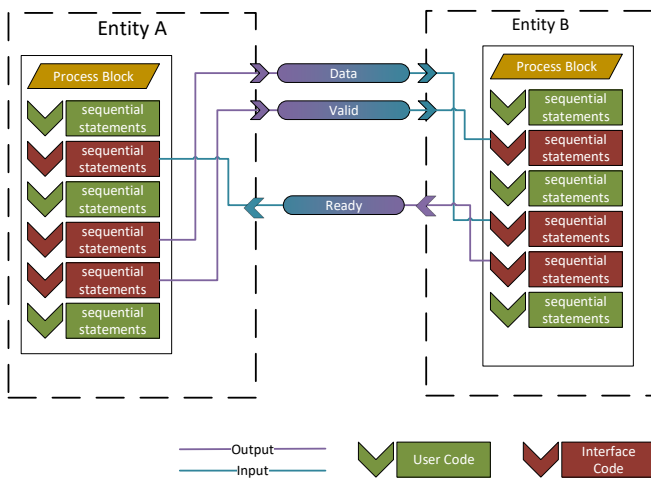 Entity A
Entity B
Process Block
sequential
statements
sequential
statements
sequential
statements
sequential
statements
sequential
statements
sequential
statements
Data
Valid
Ready
Process Block
sequential
statements
sequential
statements
sequential
statements
sequential
statements
sequential
statements
sequential
statements
Output
Input
User Code
Interface
Code